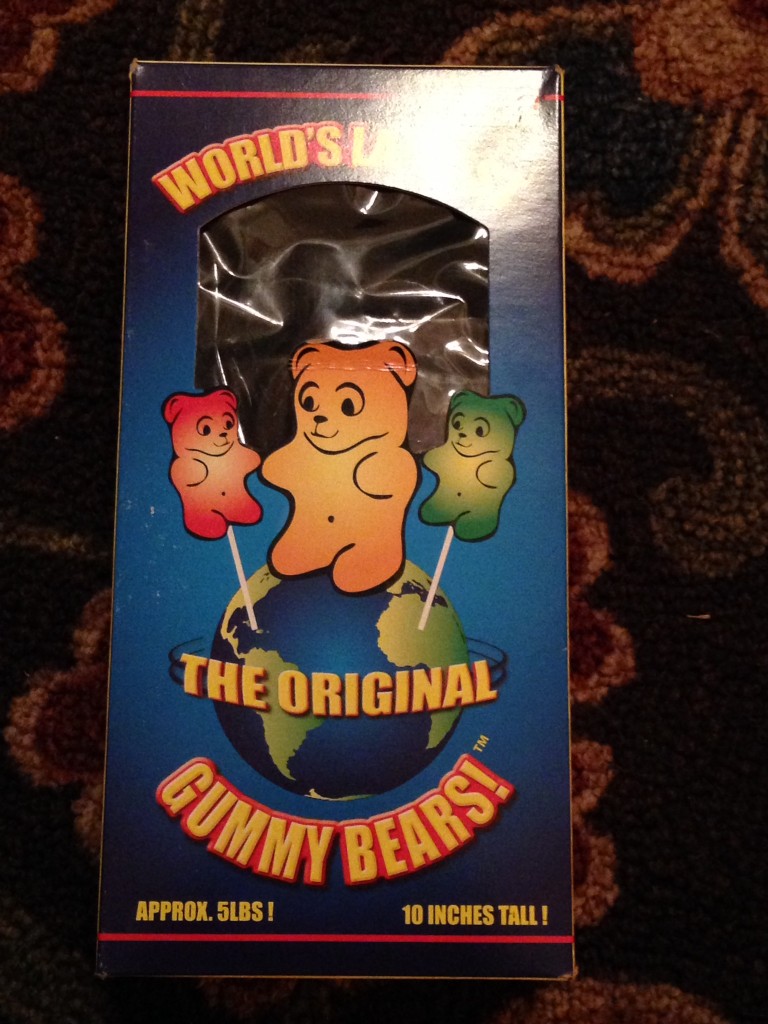 WORLD'S
THE ORIGINAL
GUMMY BEARS! ™
APPROX. 5LBS !
10 INCHES TALL !